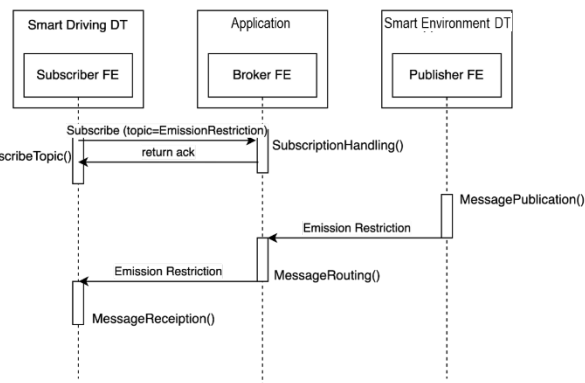 Smart Driving DT
Application
Smart Environment DT
Subscriber FE
Broker FE
Publisher FE
Subscribe (topic=EmissionRestriction)
scribeTopic()
return ack
SubscriptionHandling()
MessagePublication()
Emission Restriction
Emission Restriction
MessageRouting()
MessageReceiption()